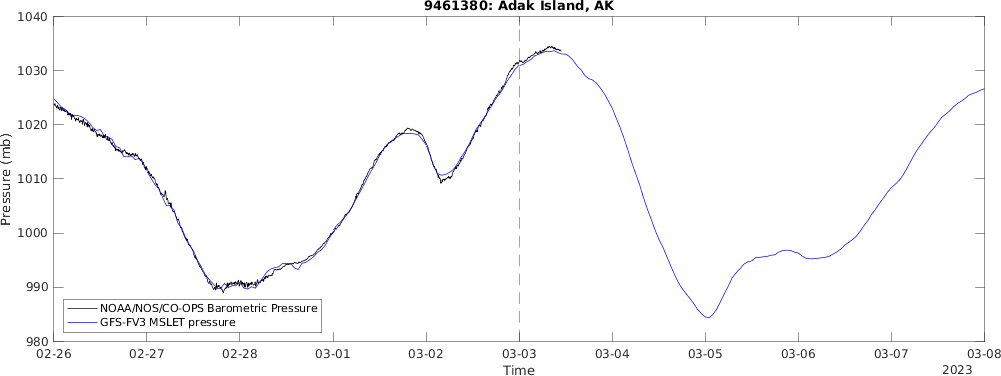 9461380: Adak Island, AK
1040
1030
1020
1010
1000
990
980
Pressure (mb)
NOAA/NOS/CO-OPS Barometric Pressure
GFS-FV3 MSLET pressure
02-26 02-27 02-28 03-01 03-02 03-03 03-04 03-05 03-06 03-07 03-08
Time
2023